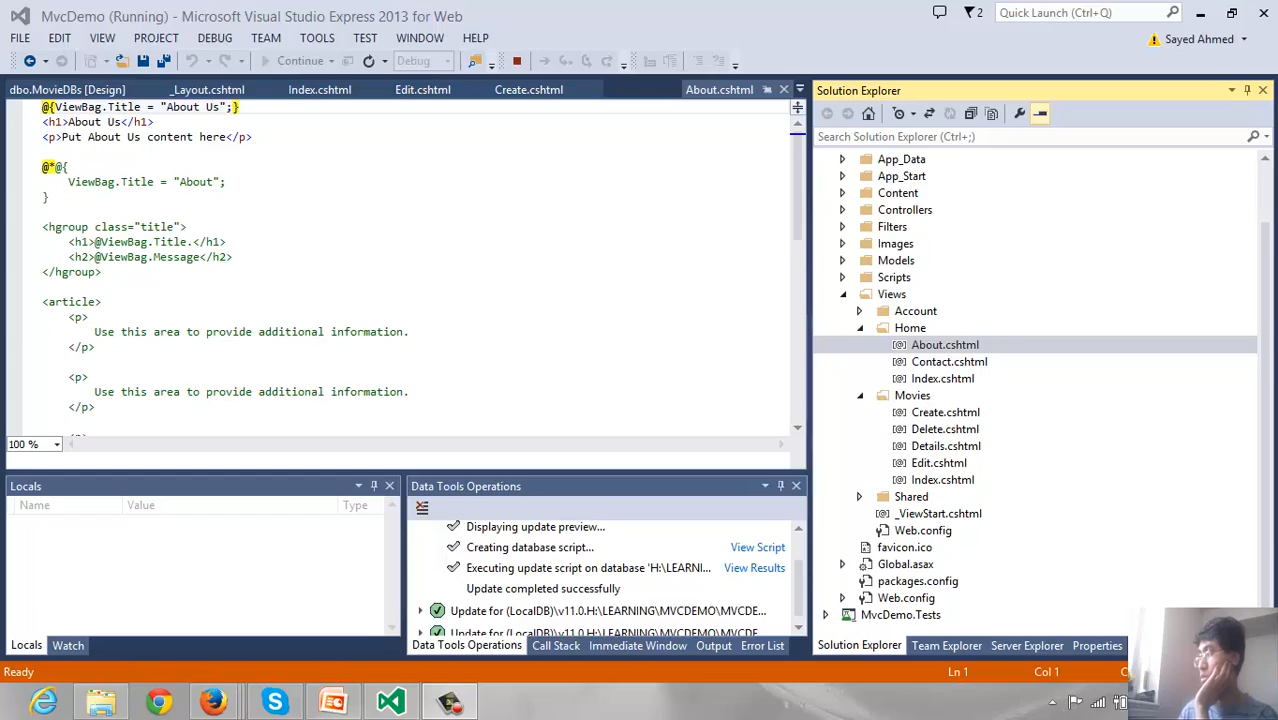 MvcDemo (Running) - Microsoft Visual Studio Express 2013 for Web
2
Quick Launch (Ctrl+Q)
FILE EDIT VIEW PROJECT DEBUG TEAM TOOLS TEST WINDOW HELP
Sayed Ahmed
Continue
Debug
dbo.MovieDBs [Design] _Layout.cshtml Index.cshtml Edit.cshtml Create.cshtml About.cshtml
@{ViewBag.Title = "About Us";}
<h1>About Us</h1>
<p>Put About Us content here</p>
@*@{
ViewBag.Title = "About";
}
<hgroup class="title">
<h1>@ViewBag.Title.</h1>
<h2>@ViewBag.Message</h2>
</hgroup>
<article>
<p>
Use this area to provide additional information.
</p>
<p>
Use this area to provide additional information.
</p>
100 %
Locals
Name Value Type
Locals Watch
Data Tools Operations
Displaying update preview...
Creating database script... View Script
Executing update script on database 'H:\LEARNI... View Results
Update completed successfully
Update for (LocalDB)\v11.0.H:\LEARNING\MVCDEMO\MVCDE...
Update for (LocalDB)\v11.0.H:\LEARNING\MVCDEMO\MVCDE...
Data Tools Operations Call Stack Immediate Window Output Error List
Solution Explorer
Search Solution Explorer (Ctrl+;)
App_Data
App_Start
Content
Controllers
Filters
Images
Models
Scripts
Views
Account
Home
About.cshtml
Contact.cshtml
Index.cshtml
Movies
Create.cshtml
Delete.cshtml
Details.cshtml
Edit.cshtml
Index.cshtml
Shared
_ViewStart.cshtml
Web.config
favicon.ico
Global.asax
packages.config
Web.config
MvcDemo.Tests
Solution Explorer Team Explorer Server Explorer Properties
Ready
Ln 1 Col 1